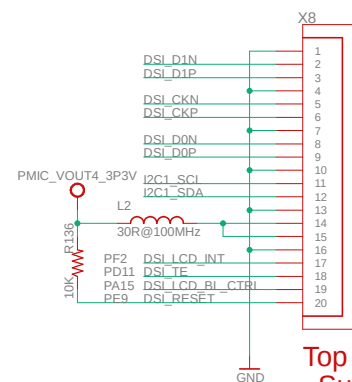 X8
1
DSI_D1N 2
DSI_D1P 3
4
DSI_CKN 5
DSI_CKP 6
7
DSI_D0N 8
DSI_D0P 9
10
PMIC_VOUT4_3P3V
I2C1_SCL 11
I2C1_SDA 12
13
L2
14
30R@100MHz
R136
15
16
PF2 DSI_LCD_INT 17
PD11 DSI_TE 18
10K
PA15 DSI_LCD_BL_CTRL 19
PE9 DSI_RESET 20
Top
GND